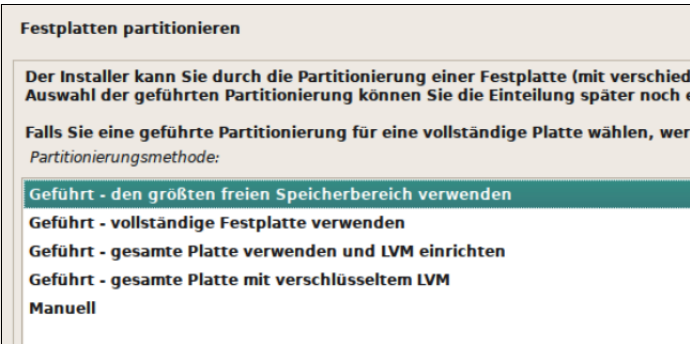 Festplatten partitionieren
Der Installer kann Sie durch die Partitionierung einer Festplatte (mit verschied
Auswahl der geführten Partitionierung können Sie die Einteilung später noch e
Falls Sie eine geführte Partitionierung für eine vollständige Platte wählen, wer
Partitionierungsmethode:
Geführt - den größten freien Speicherbereich verwenden
Geführt - vollständige Festplatte verwenden
Geführt - gesamte Platte verwenden und LVM einrichten
Geführt - gesamte Platte mit verschlüsseltem LVM
Manuell